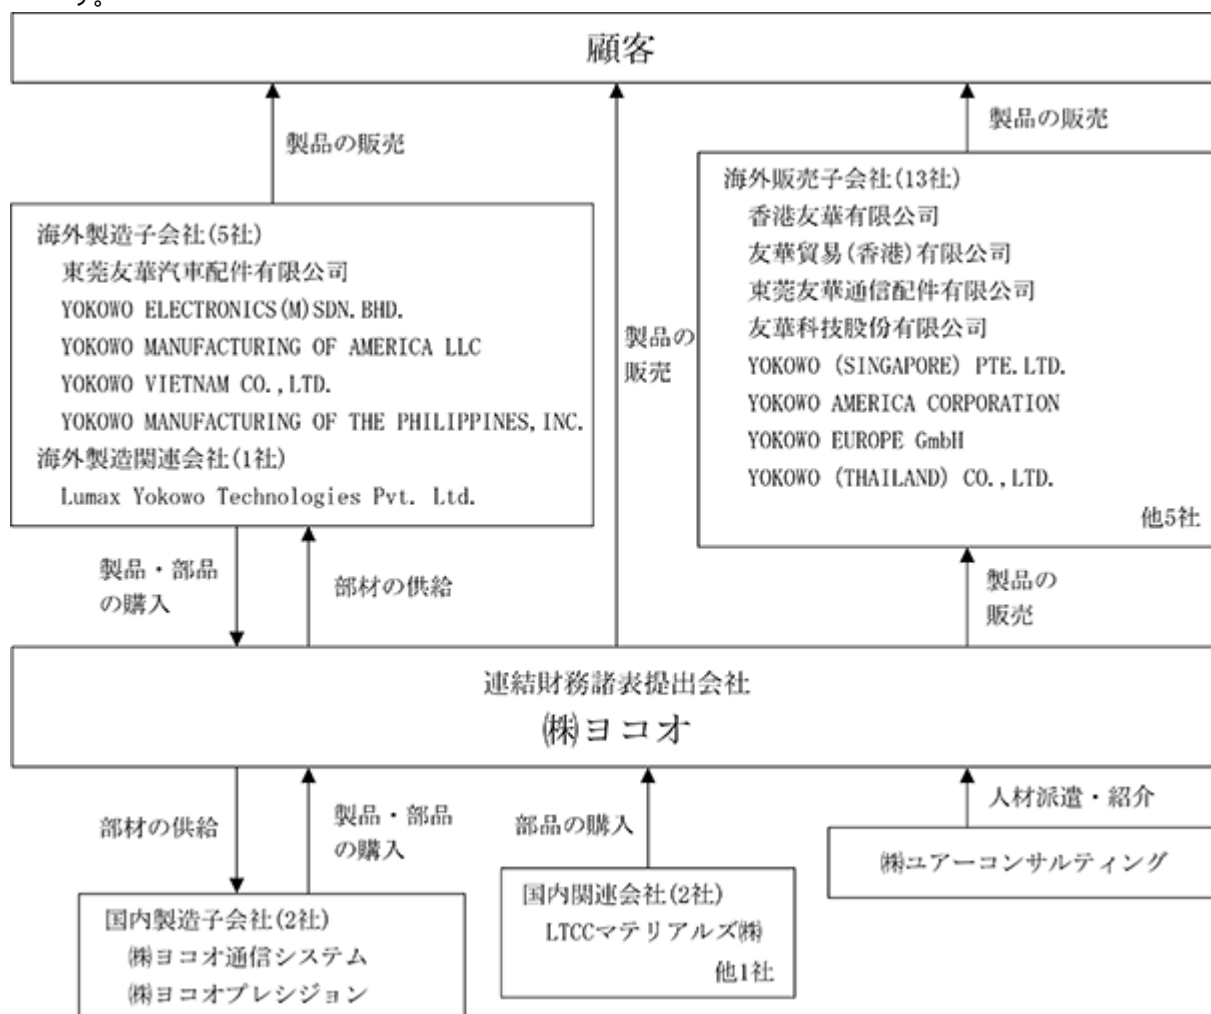 す。
顧客
製品の販売
製品の販売
海外製造子会社(5社)
東莞友華汽車配件有限公司
YOKOWO ELECTRONICS(M)SDN.BHD.
YOKOWO MANUFACTURING OF AMERICA LLC
YOKOWO VIETNAM CO.,LTD.
YOKOWO MANUFACTURING OF THE PHILIPPINES,INC.
海外製造関連会社(1社)
Lumax Yokowo Technologies Pvt. Ltd.
製品の
販売
海外販売子会社(13社)
香港友華有限公司
友華貿易(香港)有限公司
東莞友華通信配件有限公司
友華科技股份有限公司
YOKOWO (SINGAPORE) PTE.LTD.
YOKOWO AMERICA CORPORATION
YOKOWO EUROPE GmbH
YOKOWO (THAILAND) CO.,LTD.
他5社
製品・部品
の購入
部材の供給
製品の
販売
連結財務諸表提出会社
㈱ヨコオ
部材の供給
製品・部品
の購入
部品の購入
人材派遣・紹介
㈱ユアーコンサルティング
国内製造子会社(2社)
㈱ヨコオ通信システム
㈱ヨコオプレシジョン
国内関連会社(2社)
LTCCマテリアルズ㈱
他1社